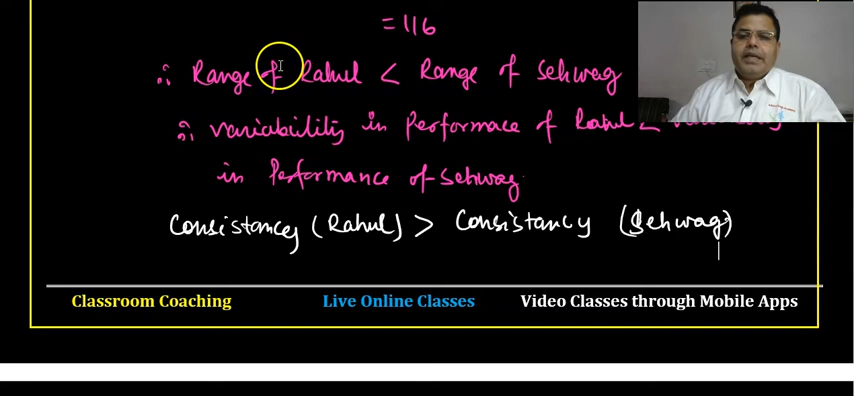 =116
∴ Range of Rahul < Range of Sehwag
∴ variability in Performace of Rahul <
in Performance of Sehwag
Consistancy (Rahul) > Consistancy (Sehwag)
Classroom Coaching Live Online Classes Video Classes through Mobile Apps